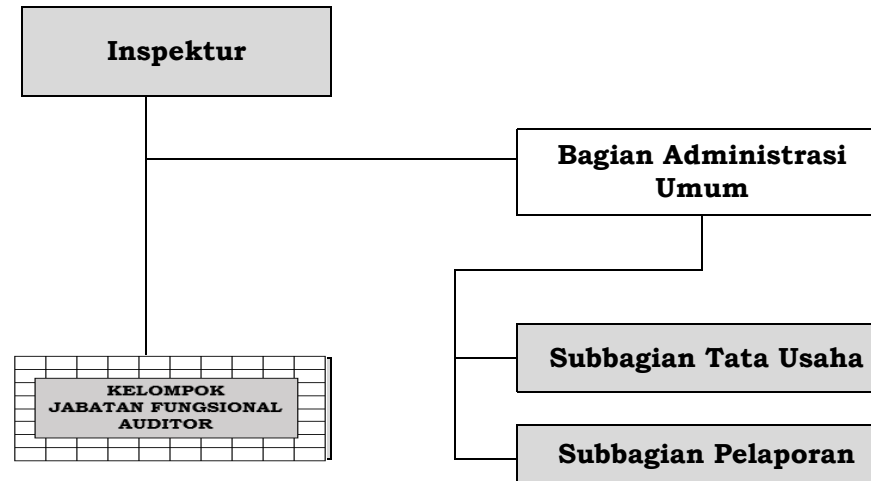 Inspektur
Bagian Administrasi
Umum
Subbagian Tata Usaha
KELOMPOK
JABATAN FUNGSIONAL
AUDITOR
Subbagian Pelaporan